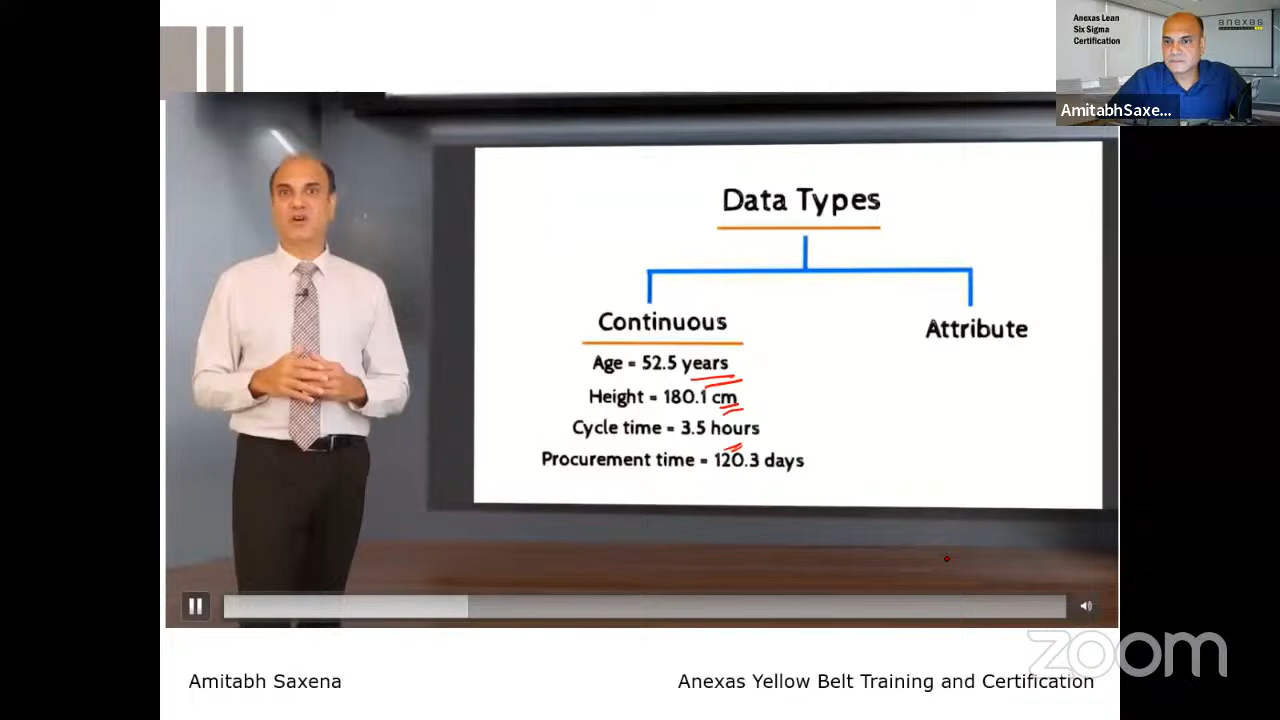 Anexas Lean
Six Sigma
Certification
anexas
AmitabhSaxe...
Data Types
Continuous
Attribute
Age = 52.5 years
Height = 180.1 cm
Cycle time = 3.5 hours
Procurement time = 120.3 days
zoom
Amitabh Saxena
Anexas Yellow Belt Training and Certification